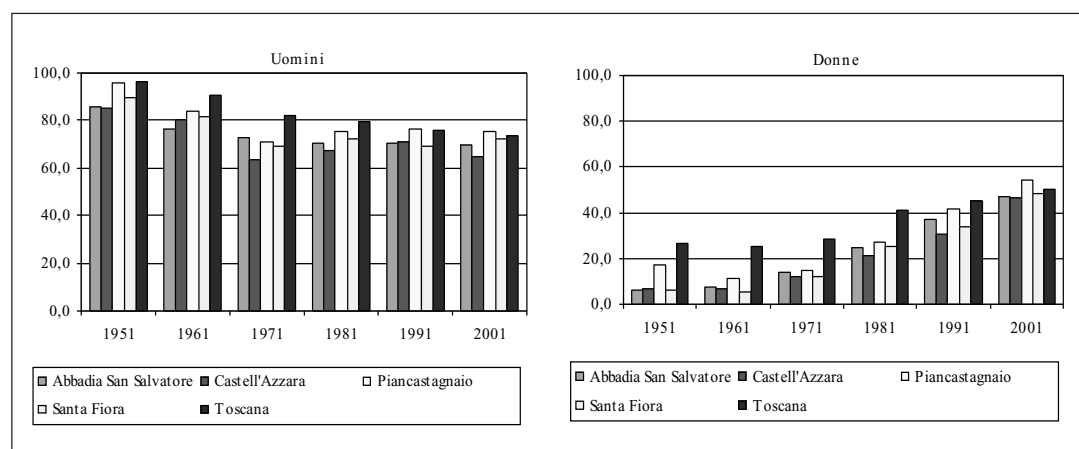 Uomini
100,0
80,0
60,0
40,0
20,0
0,0
1951 1961 1971 1981 1991 2001
Abbadia San Salvatore Castell'Azzara Piancastagnaio
Santa Fiora Toscana
Donne
100,0
80,0
60,0
40,0
20,0
0,0
1951 1961 1971 1981 1991 2001
Abbadia San Salvatore Castell'Azzara Piancastagnaio
Santa Fiora Toscana